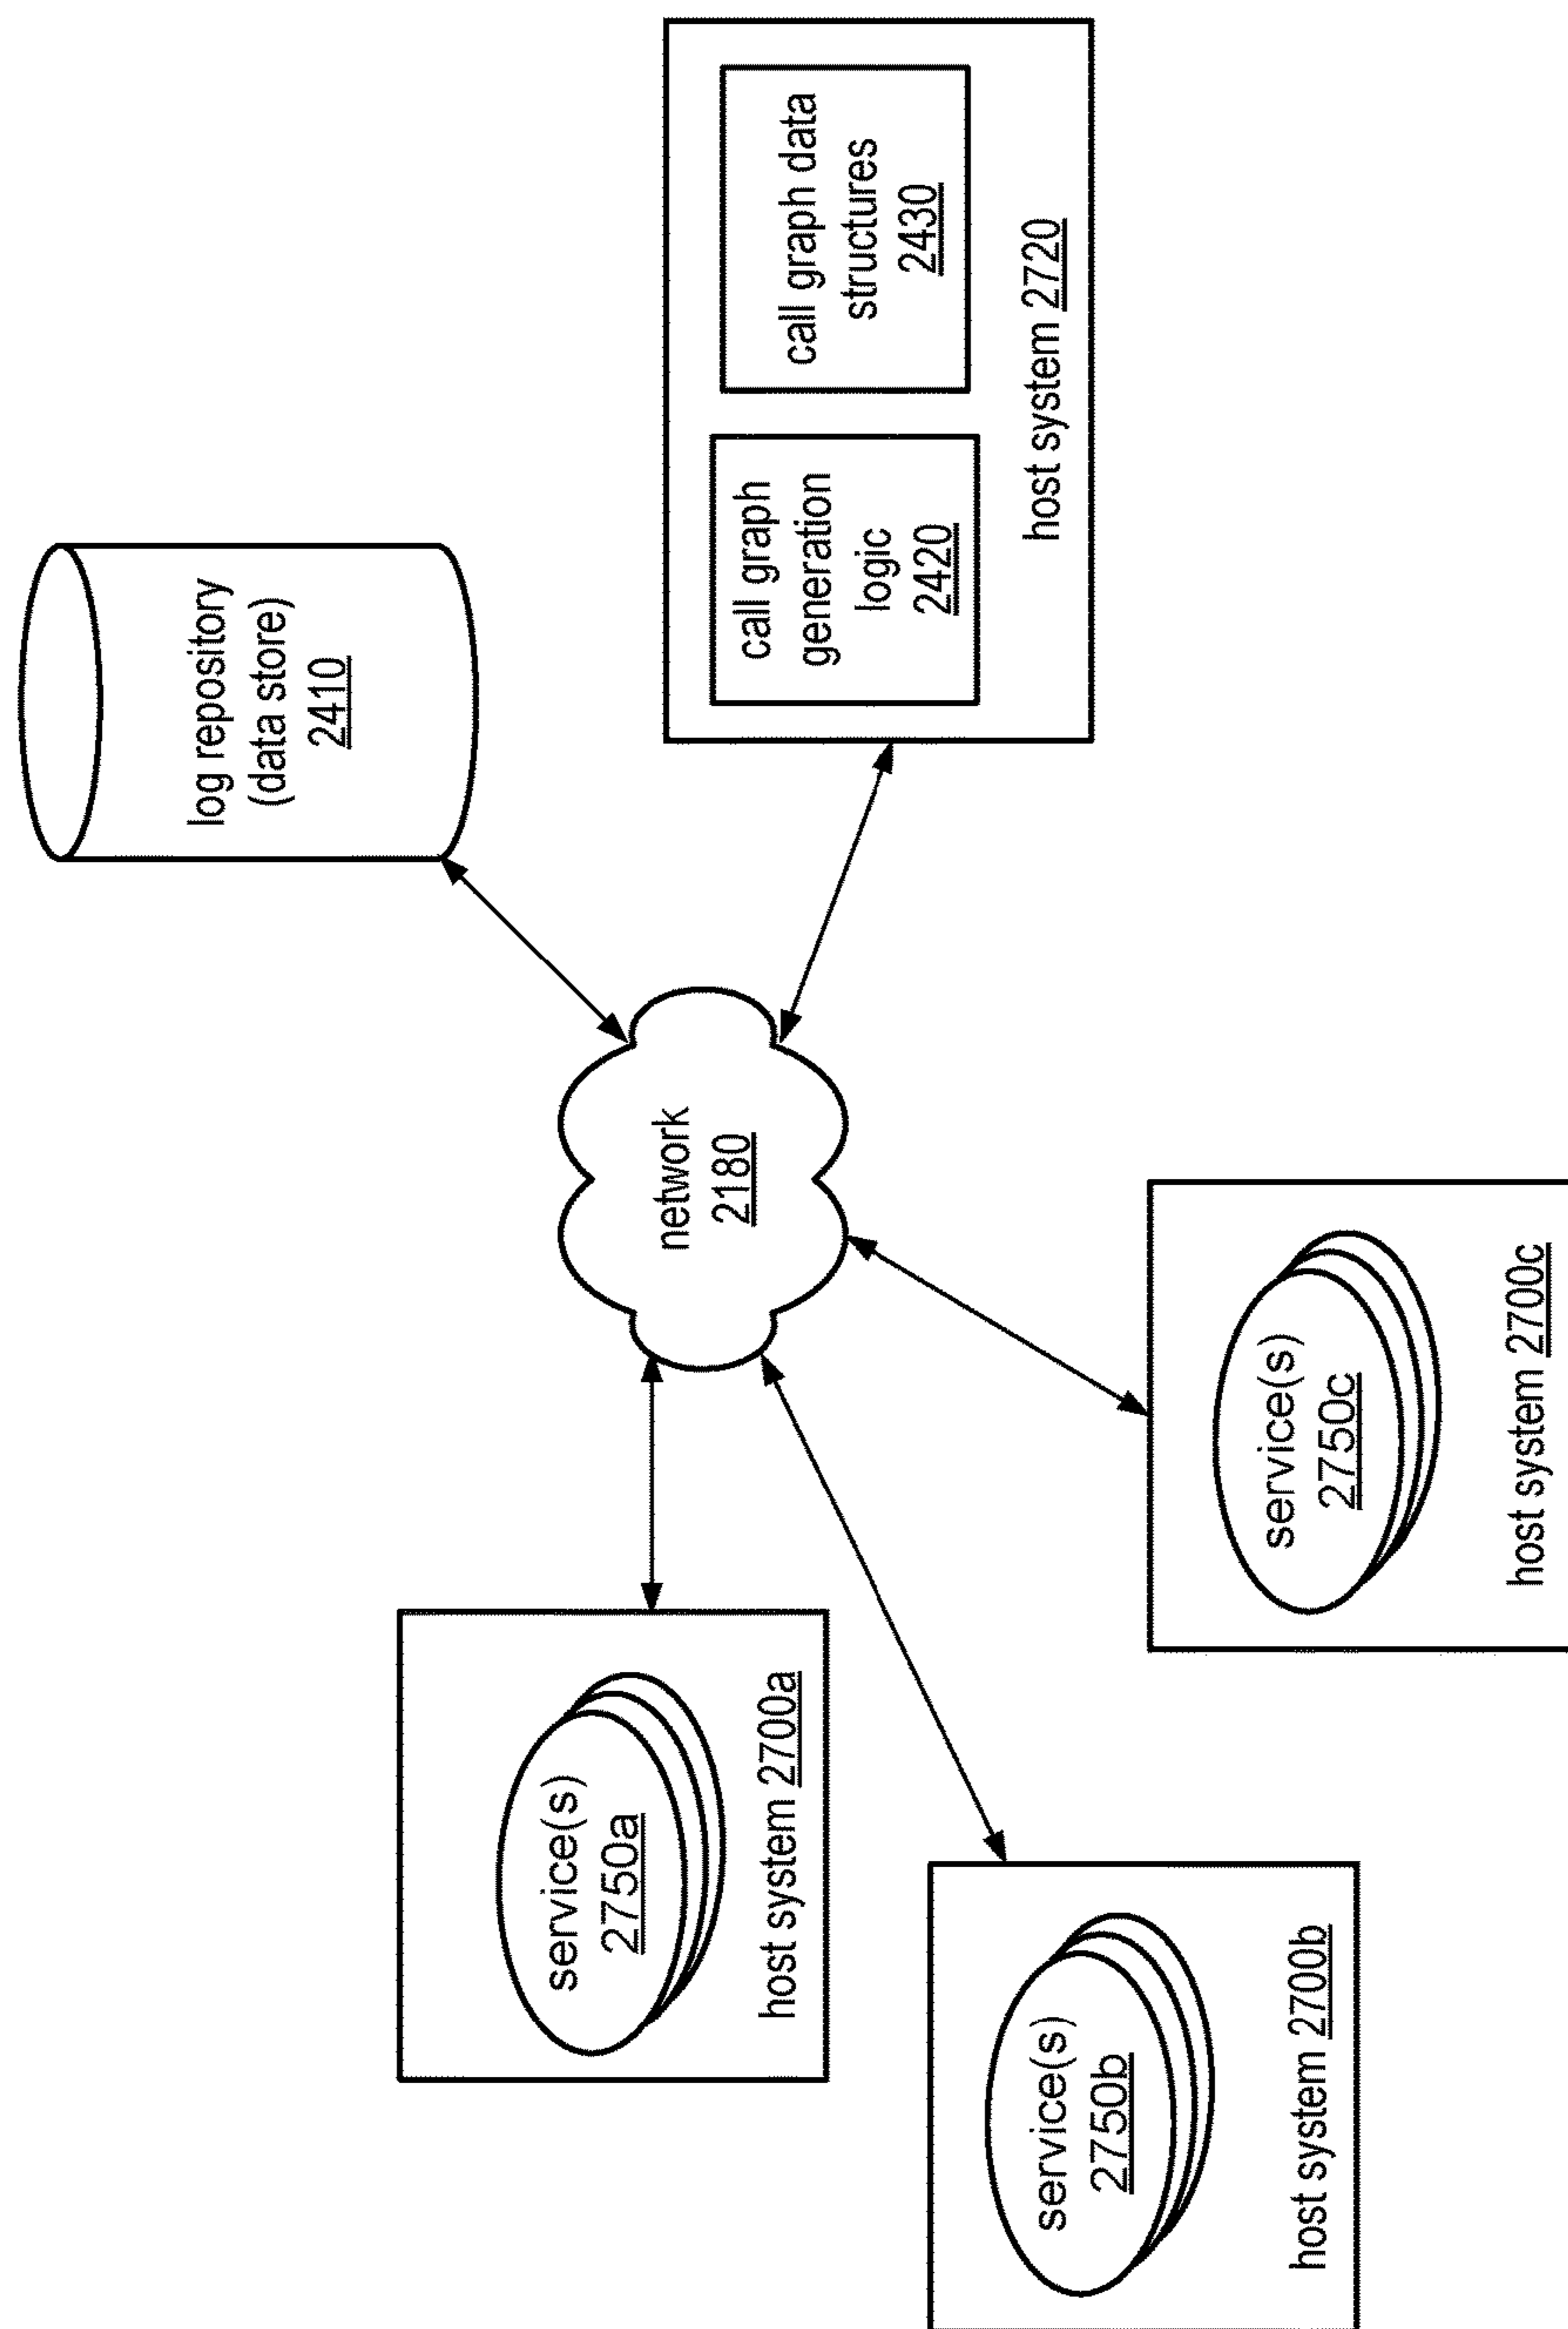 log repository
(data store)
2410
call graph
generation
logic
2420
call graph data
structures
2430
host system 2720
network
2180
service(s)
2750a
host system 2700a
service(s)
2750b
host system 2700b
service(s)
2750c
host system 2700c